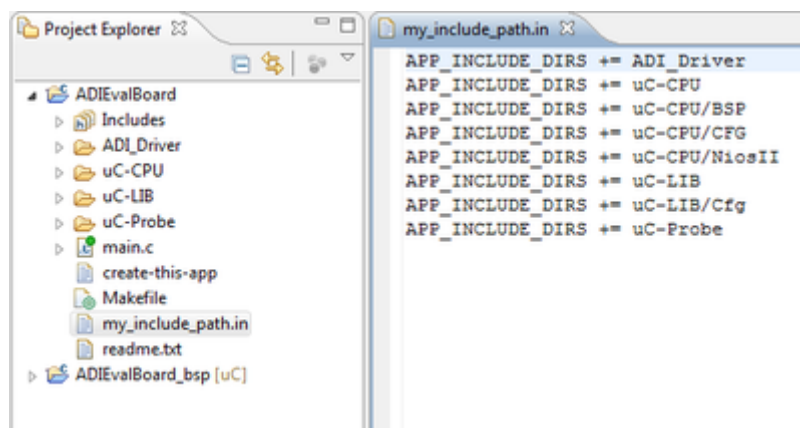 Project Explorer
ADIEvalBoard
Includes
ADI_Driver
uC-CPU
uC-LIB
uC-Probe
main.c
create-this-app
Makefile
my_include_path.in
readme.txt
ADIEvalBoard_bsp [uC]
my_include_path.in
APP_INCLUDE_DIRS += ADI_Driver
APP_INCLUDE_DIRS += uC-CPU
APP_INCLUDE_DIRS += uC-CPU/BSP
APP_INCLUDE_DIRS += uC-CPU/CFG
APP_INCLUDE_DIRS += uC-CPU/NiosII
APP_INCLUDE_DIRS += uC-LIB
APP_INCLUDE_DIRS += uC-LIB/Cfg
APP_INCLUDE_DIRS += uC-Probe